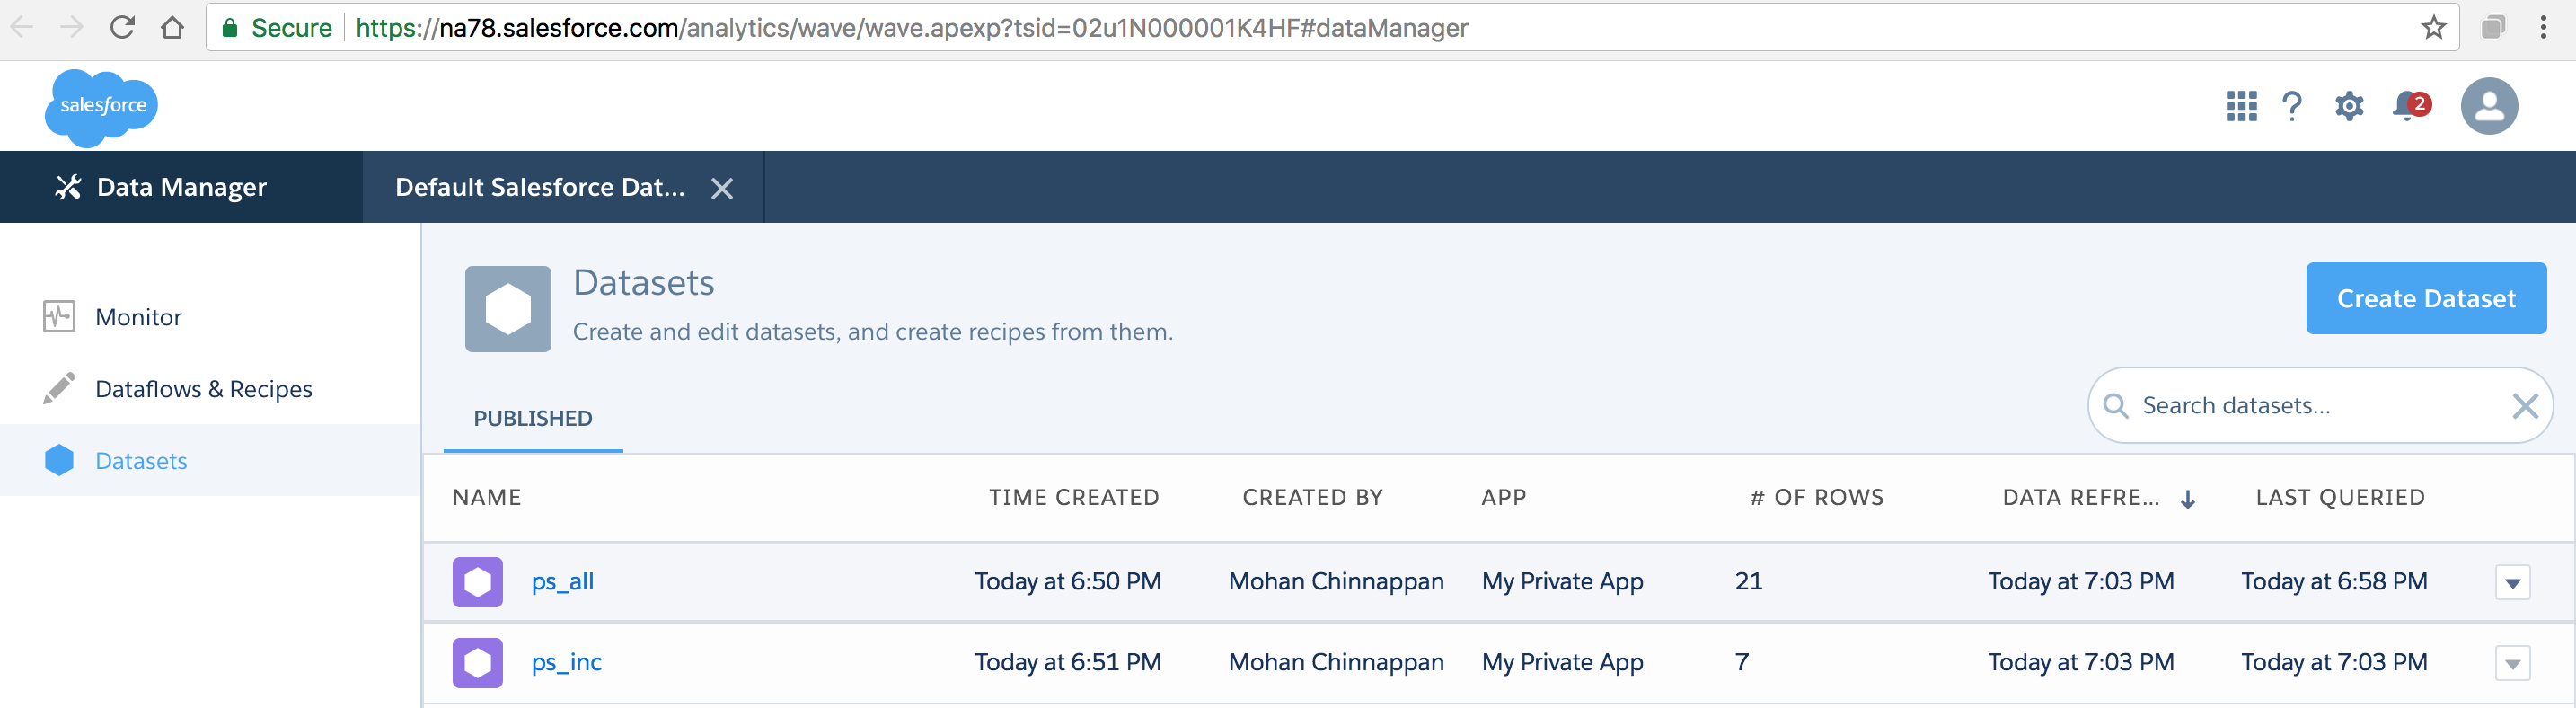 Secure https://na78.salesforce.com/analytics/wave/wave.apexp?tsid=02u1N000001K4HF#dataManager
salesforce
2
Data Manager
Default Salesforce Dat...
Monitor
Dataflows & Recipes
Datasets
Datasets
Create and edit datasets, and create recipes from them.
Create Dataset
PUBLISHED
Search datasets...
NAME TIME CREATED CREATED BY APP # OF ROWS DATA REFRE... LAST QUERIED
ps_all Today at 6:50 PM Mohan Chinnappan My Private App 21 Today at 7:03 PM Today at 6:58 PM
ps_inc Today at 6:51 PM Mohan Chinnappan My Private App 7 Today at 7:03 PM Today at 7:03 PM